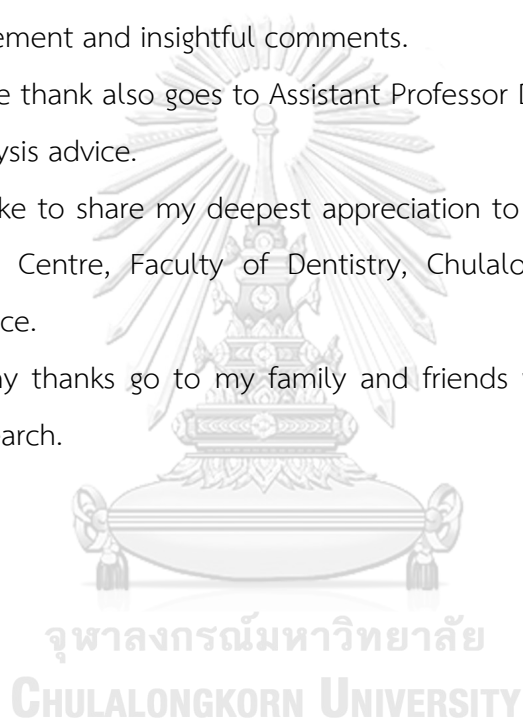 ement and insightful comments.
e thank also goes to Assistant Professor D
ysis advice.
ke to share my deepest appreciation to
Centre, Faculty of Dentistry, Chulalo
ce.
y thanks go to my family and friends
earch.
จุฬาลงกรณ์มหาวิทยาลัย
CHULALONGKORN UNIVERSITY